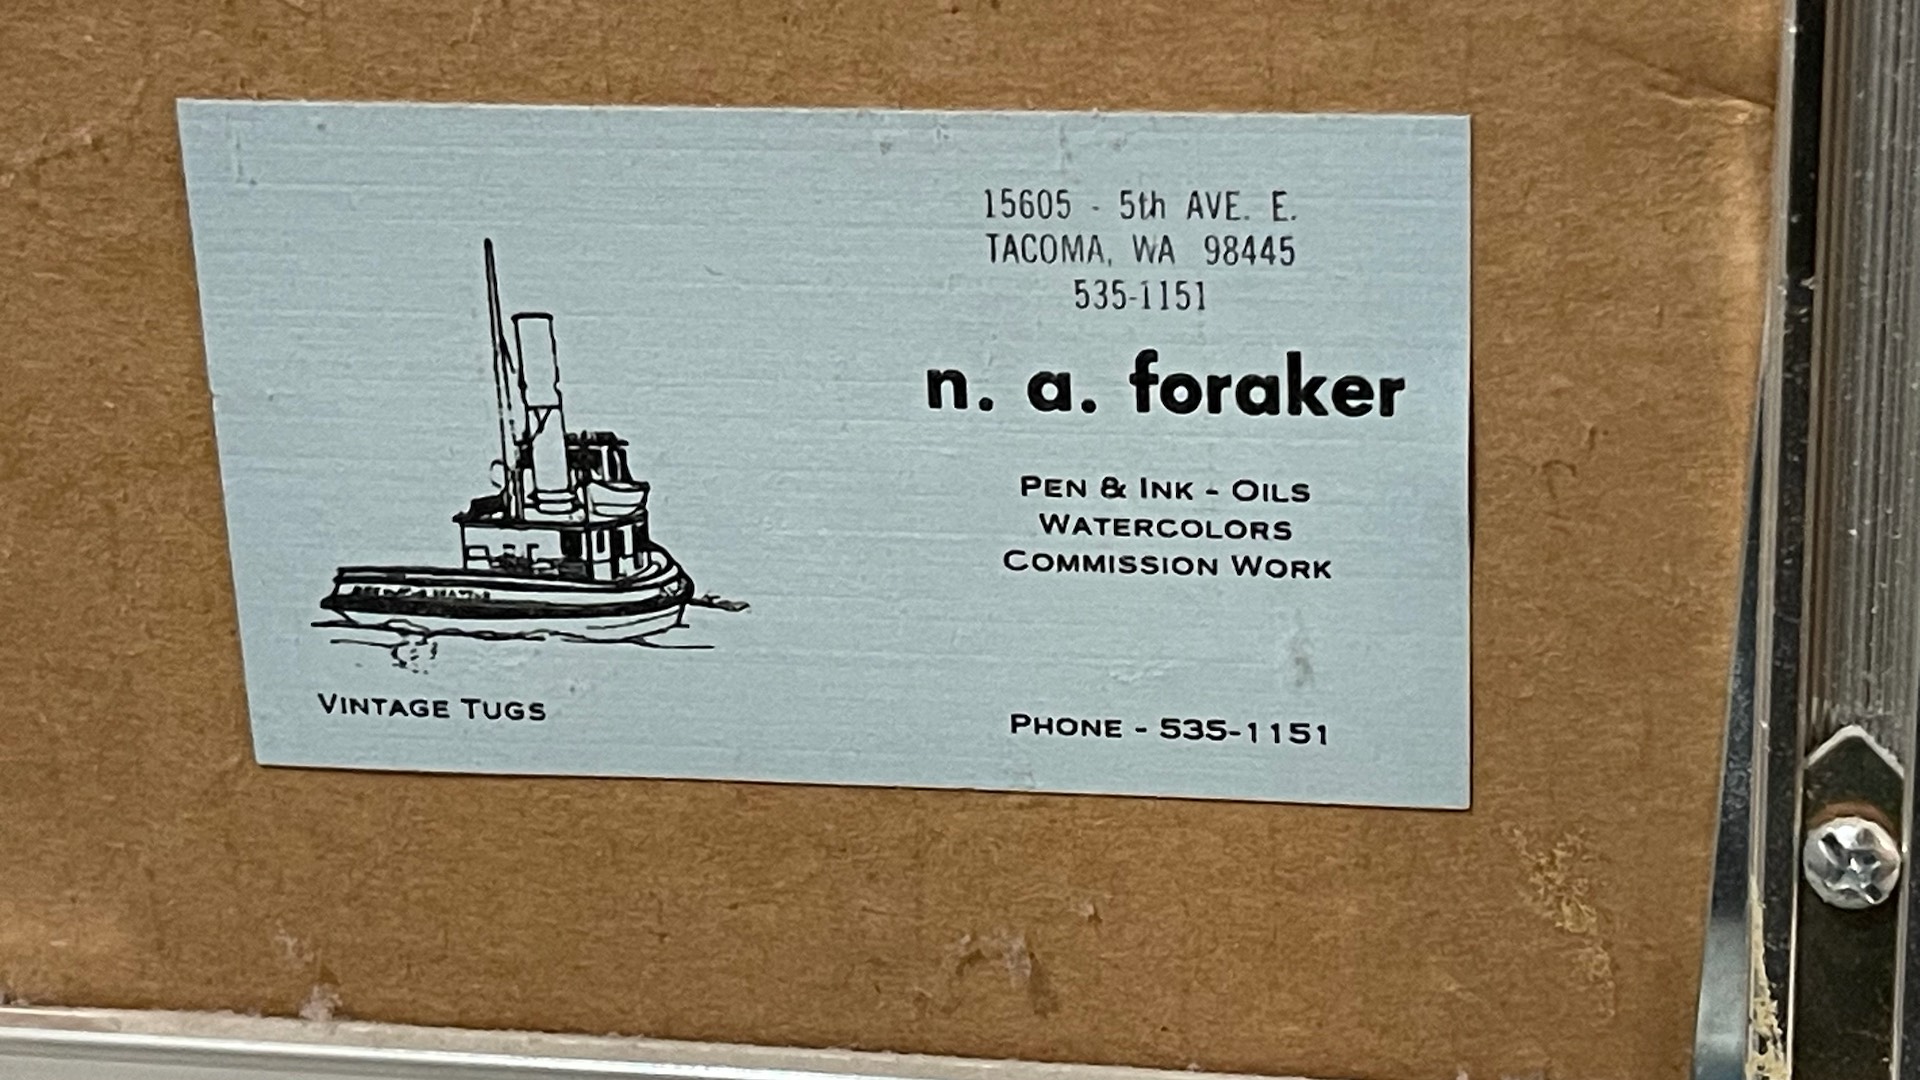 15605 - 5th AVE. E.
TACOMA, WA 98445
535-1151
n. a. foraker
PEN & INK - OILS
WATERCOLORS
COMMISSION WORK
VINTAGE TUGS
PHONE - 535-1151